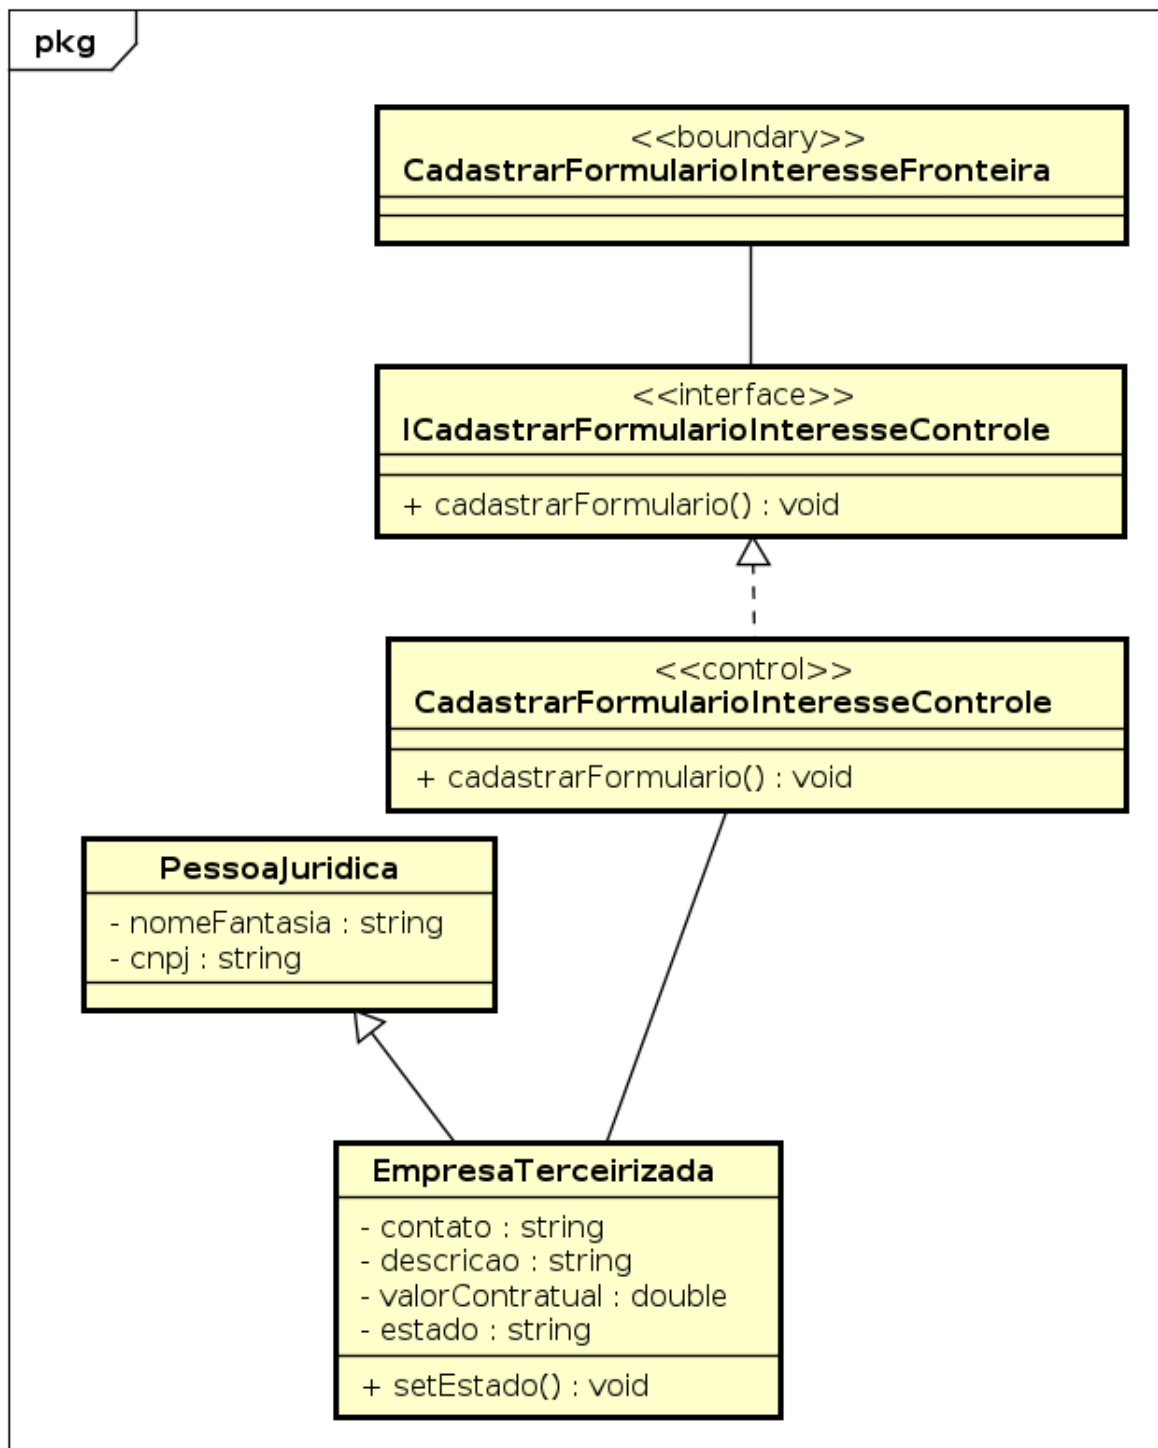 pkg
<<boundary>>
CadastrarFormularioInteresseFronteira
<<interface>>
ICadastrarFormularioInteresseControle
+ cadastrarFormulario() : void
<<control>>
CadastrarFormularioInteresseControle
+ cadastrarFormulario() : void
PessoaJuridica
- nomeFantasia : string
- cnpj : string
EmpresaTerceirizada
- contato : string
- descricao : string
- valorContratual : double
- estado : string
+ setEstado() : void